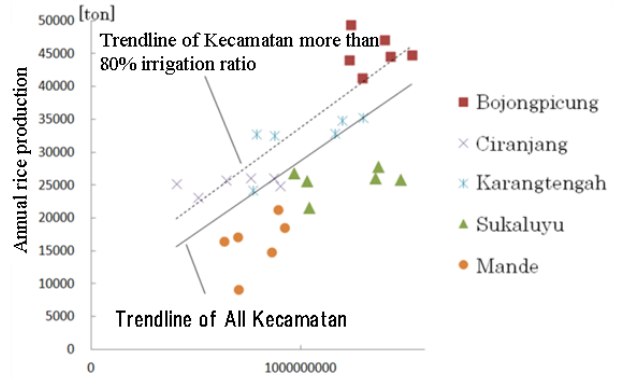 50000 [ton]
45000
40000
35000
30000
25000
20000
15000
10000
5000
0
Annual rice production
Trendline of Kecamatan more than
80% irrigation ratio
Trendline of All Kecamatan
0
1000000000
Bojongpicung
Ciranjang
Karangtengah
Sukaluyu
Mande